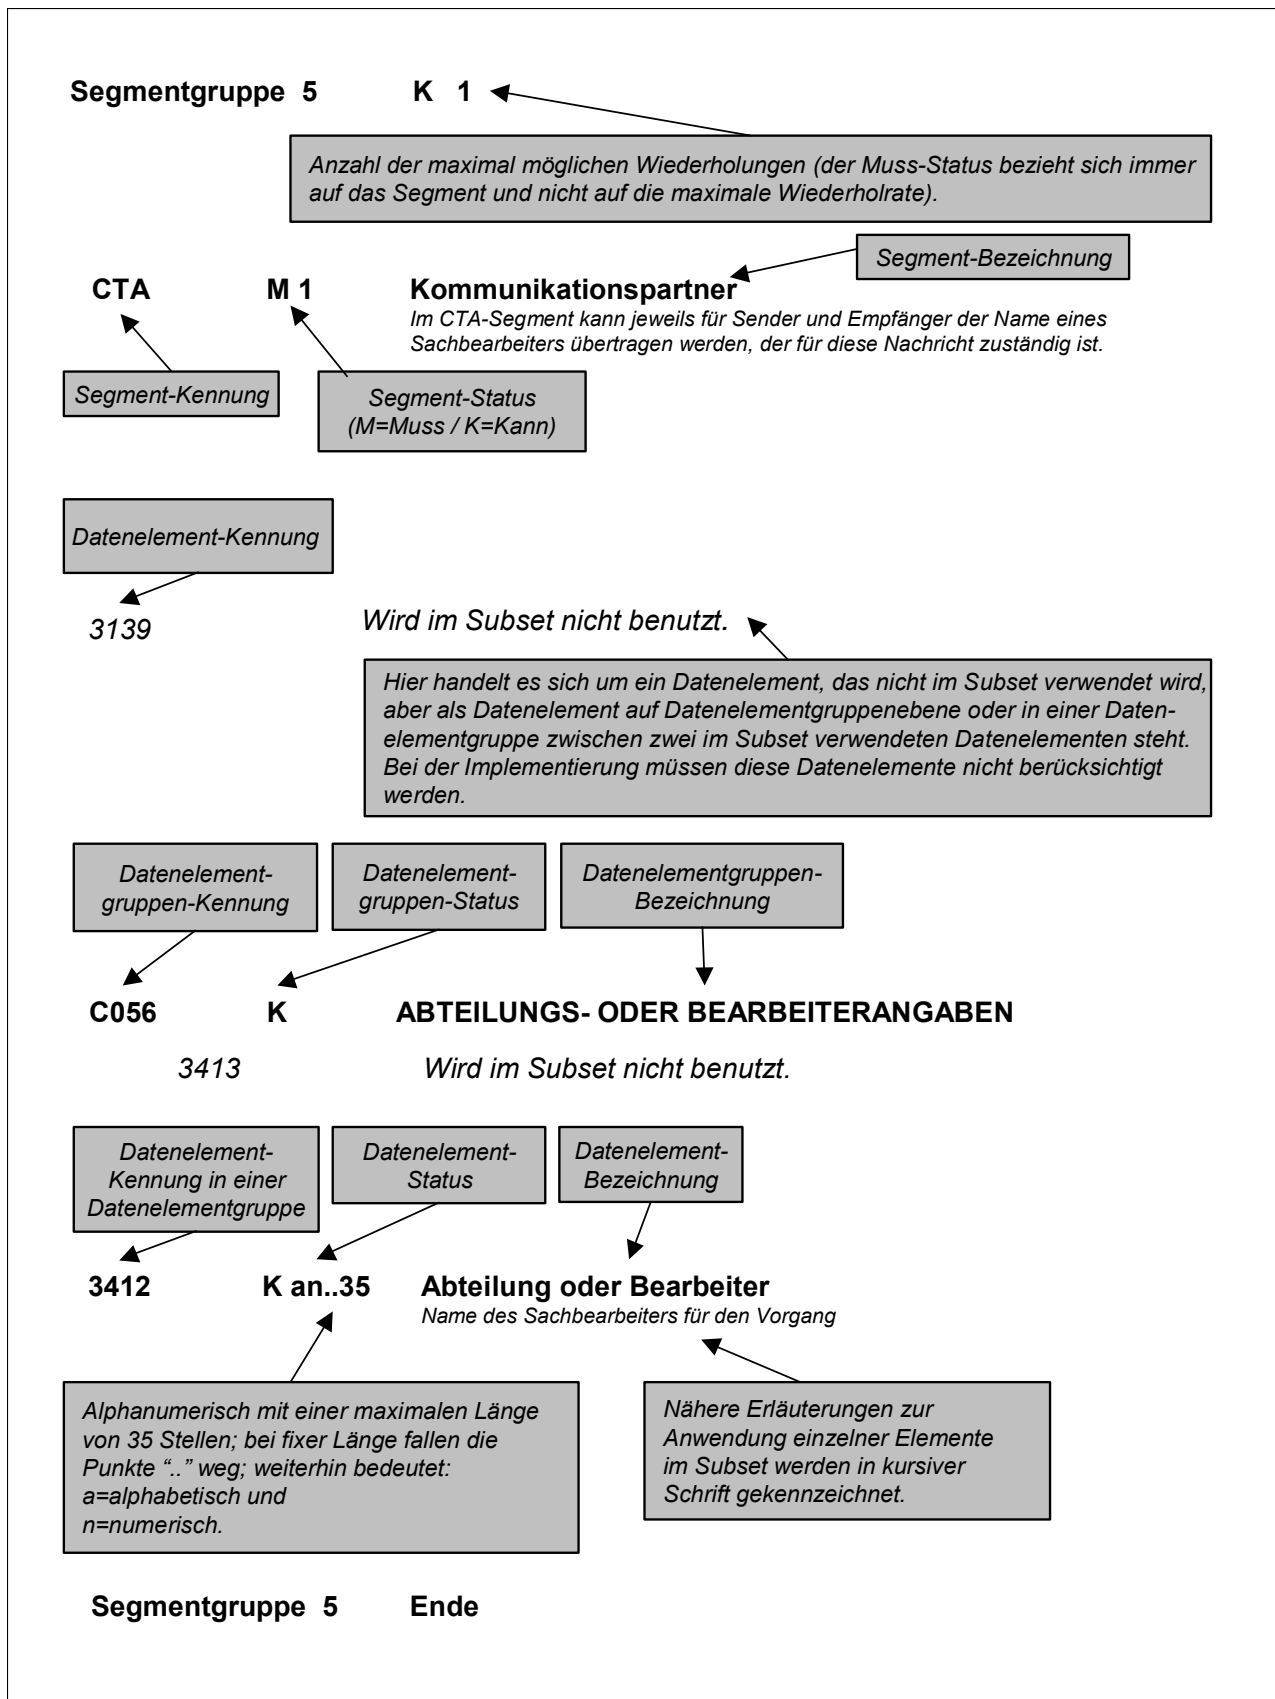 Segmentgruppe 5 K 1
Anzahl der maximal möglichen Wiederholungen (der Muss-Status bezieht sich immer
auf das Segment und nicht auf die maximale Wiederholrate).
Segment-Bezeichnung
CTA M 1 Kommunikationspartner
Im CTA-Segment kann jeweils für Sender und Empfänger der Name eines
Sachbearbeiters übertragen werden, der für diese Nachricht zuständig ist.
Segment-Kennung
Segment-Status
(M=Muss / K=Kann)
Datenelement-Kennung
3139 Wird im Subset nicht benutzt.
Hier handelt es sich um ein Datenelement, das nicht im Subset verwendet wird,
aber als Datenelement auf Datenelementgruppenebene oder in einer Daten-
elementgruppe zwischen zwei im Subset verwendeten Datenelementen steht.
Bei der Implementierung müssen diese Datenelemente nicht berücksichtigt
werden.
Datenelement-
gruppen-Kennung
Datenelement-
gruppen-Status
Datenelementgruppen-
Bezeichnung
C056 K ABTEILUNGS- ODER BEARBEITERANGABEN
3413 Wird im Subset nicht benutzt.
Datenelement-
Kennung in einer
Datenelementgruppe
Datenelement-
Status
Datenelement-
Bezeichnung
3412 K an..35 Abteilung oder Bearbeiter
Name des Sachbearbeiters für den Vorgang
Alphanumerisch mit einer maximalen Länge
von 35 Stellen; bei fixer Länge fallen die
Punkte “..” weg; weiterhin bedeutet:
a=alphabetisch und
n=numerisch.
Nähere Erläuterungen zur
Anwendung einzelner Elemente
im Subset werden in kursiver
Schrift gekennzeichnet.
Segmentgruppe 5 Ende